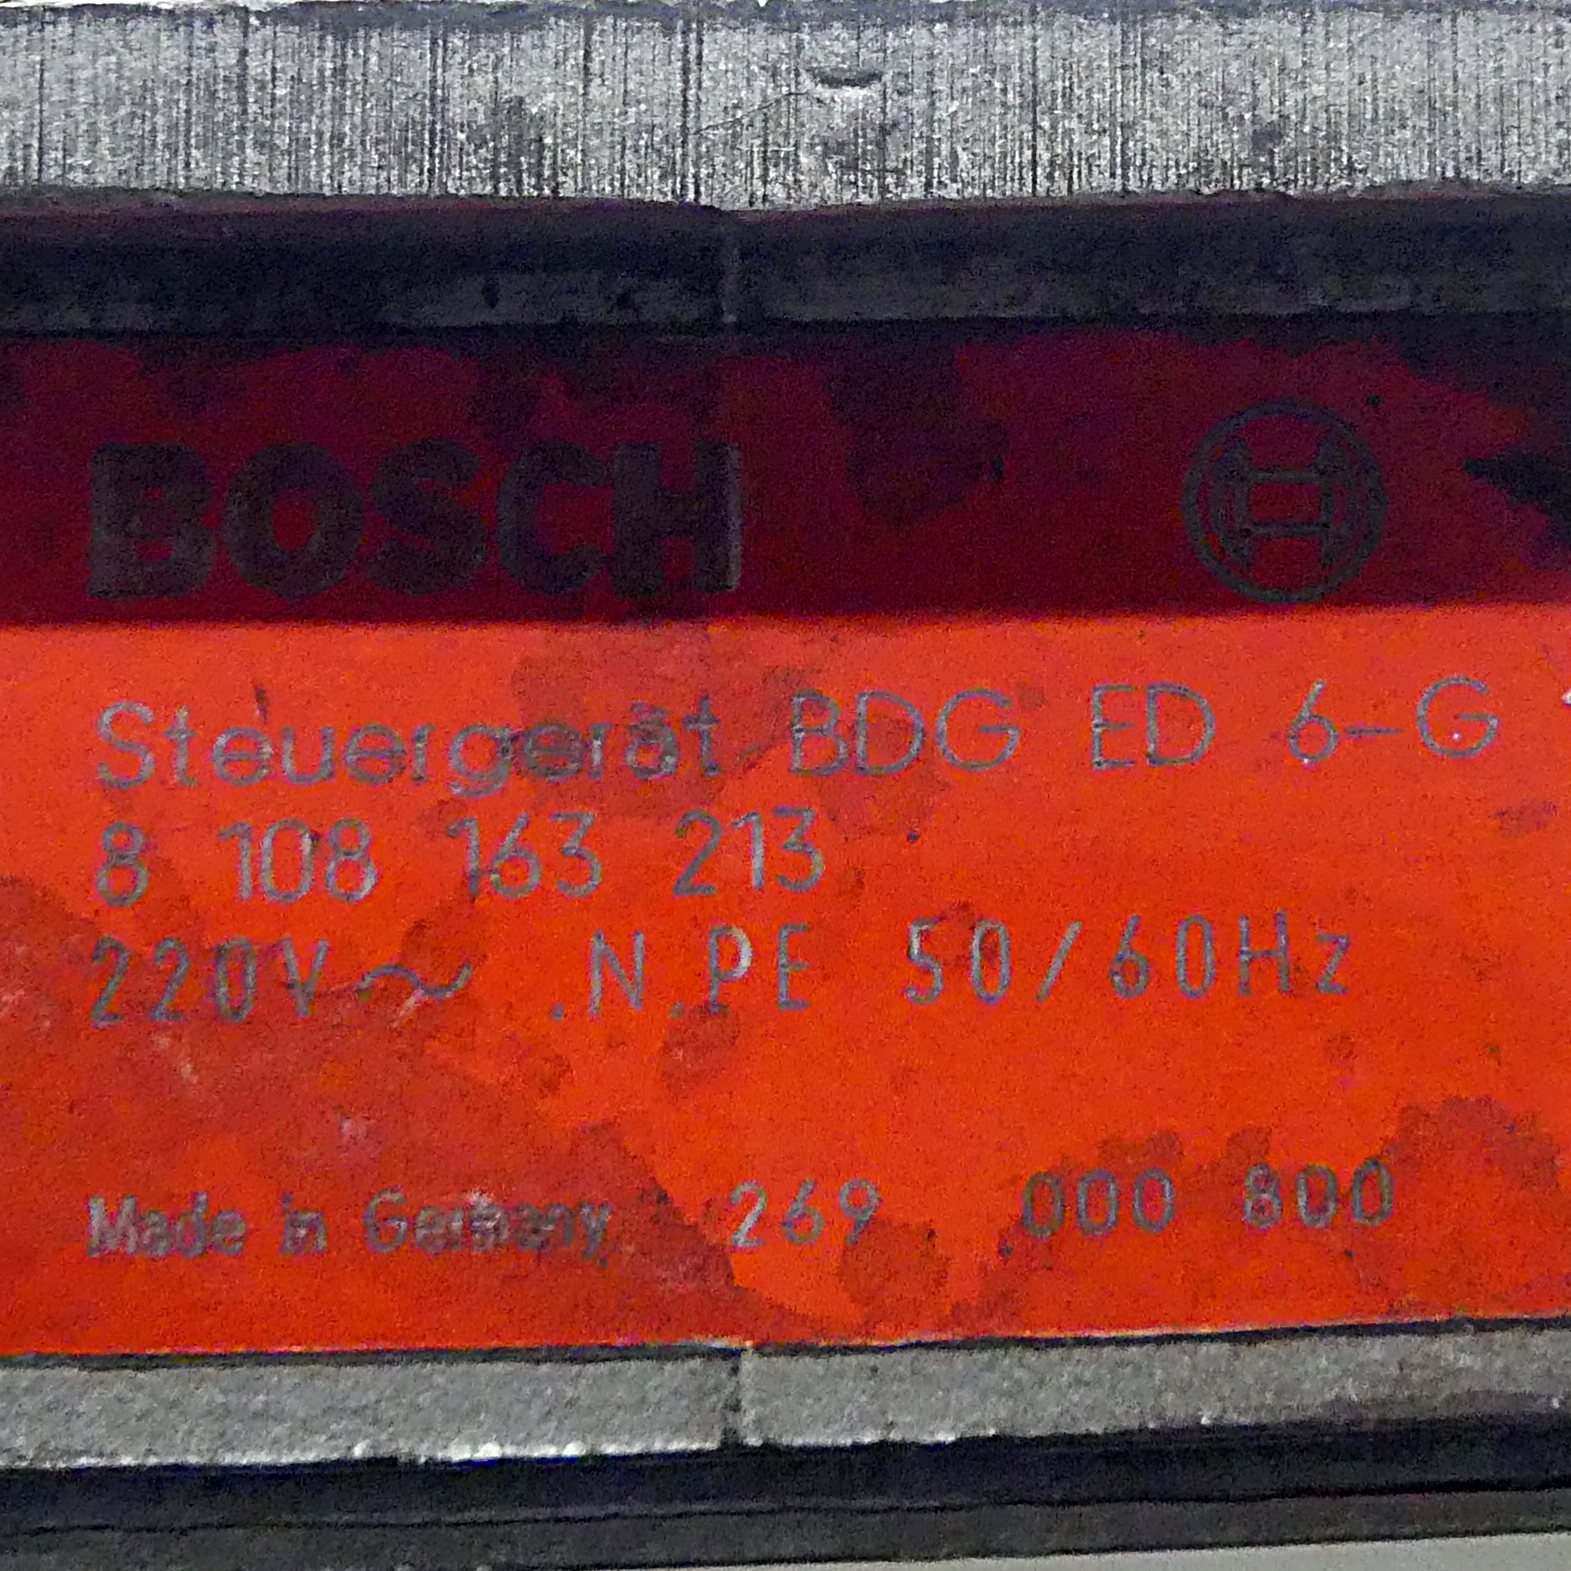 BOSCH
Steuergerät BDG ED 6-G
8 108 163 213
220V~ .N.PE 50/60Hz
Made in Germany 269 000 800